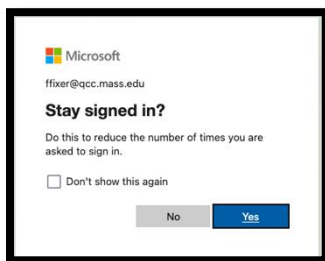 Microsoft
ffixer@qcc.mass.edu
Stay signed in?
Do this to reduce the number of times you are
asked to sign in.
Don't show this again
No Yes